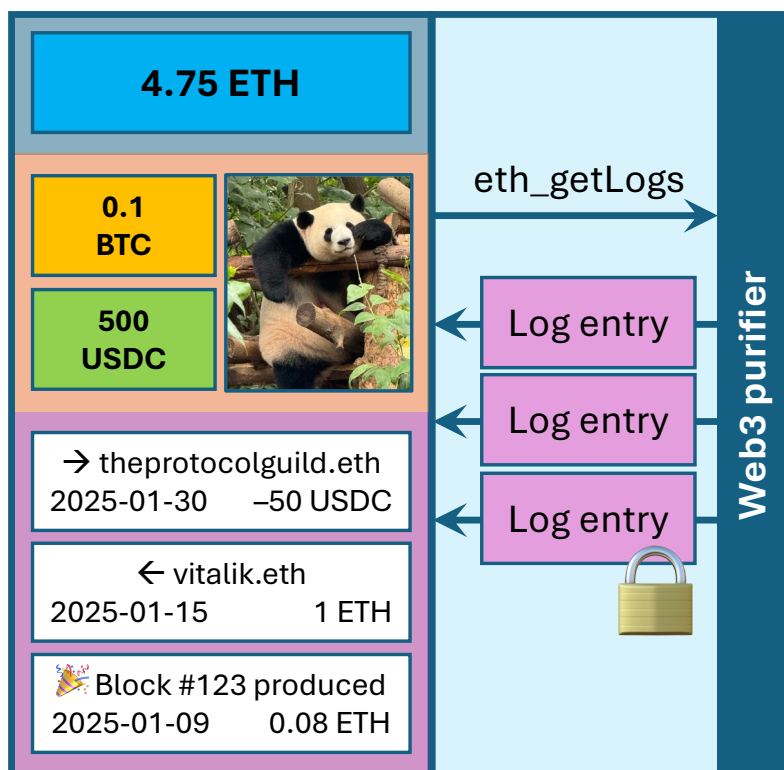 4.75 ETH
0.1
BTC
500
USDC
→ theprotocolguild.eth
2025-01-30 –50 USDC
← vitalik.eth
2025-01-15 1 ETH
🎉 Block #123 produced
2025-01-09 0.08 ETH
eth_getLogs
Log entry
Log entry
Log entry
Web3 purifier